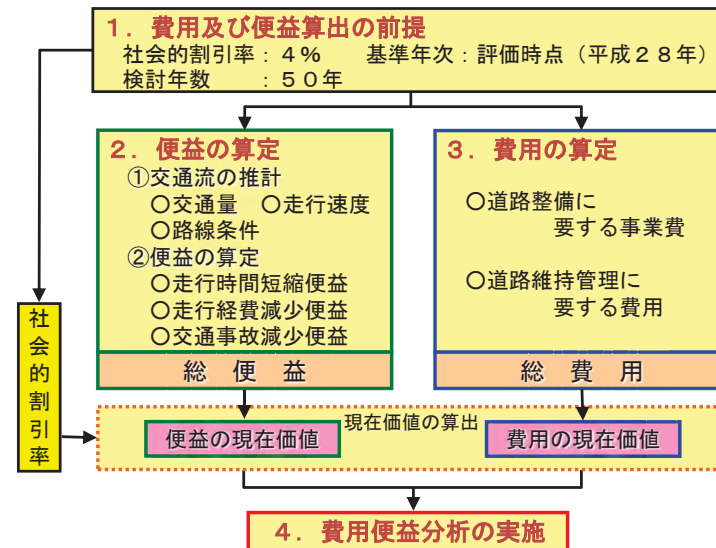 １．費用及び便益算出の前提
社会的割引率：４％　基準年次：評価時点（平成２８年）
検討年数　　：５０年
２．便益の算定
①交通流の推計
〇交通量　〇走行速度
〇路線条件
②便益の算定
〇走行時間短縮便益
〇走行経費減少便益
〇交通事故減少便益
総　便　益
３．費用の算定
〇道路整備に
要する事業費
〇道路維持管理に
要する費用
総　費　用
社会的割引率
現在価値の算出
便益の現在価値
費用の現在価値
４．費用便益分析の実施